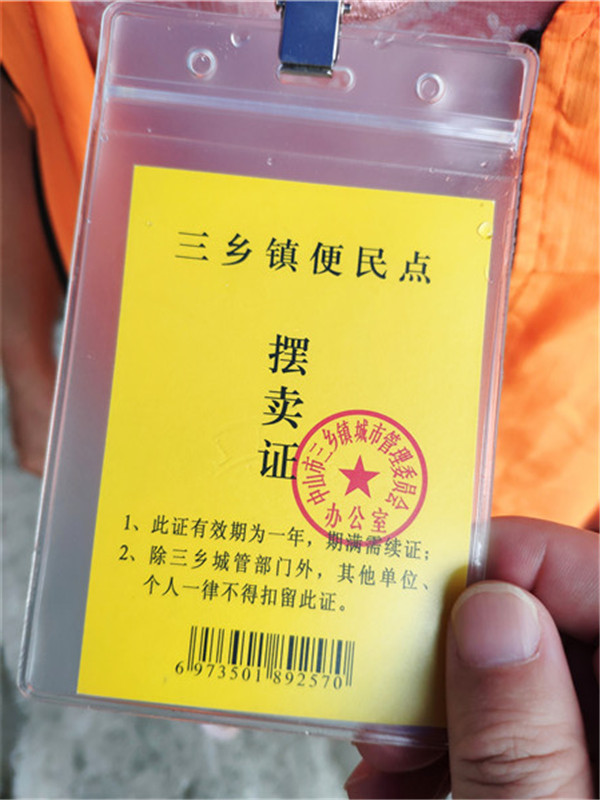 三乡镇便民点
摆
卖
证
中山市三乡镇城市管理委员会
办公室
1、此证有效期为一年，期满需续证；
2、除三乡城管部门外，其他单位、
个人一律不得扣留此证。
6 973501 892570